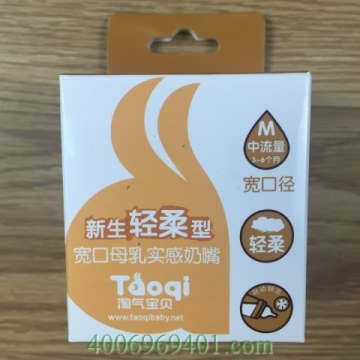 M
中流量
3-6个月
宽口径
新生轻柔型
轻柔
宽口母乳实感奶嘴
Taoqi
淘气宝贝
www.taoqibaby.net
4006969401.com